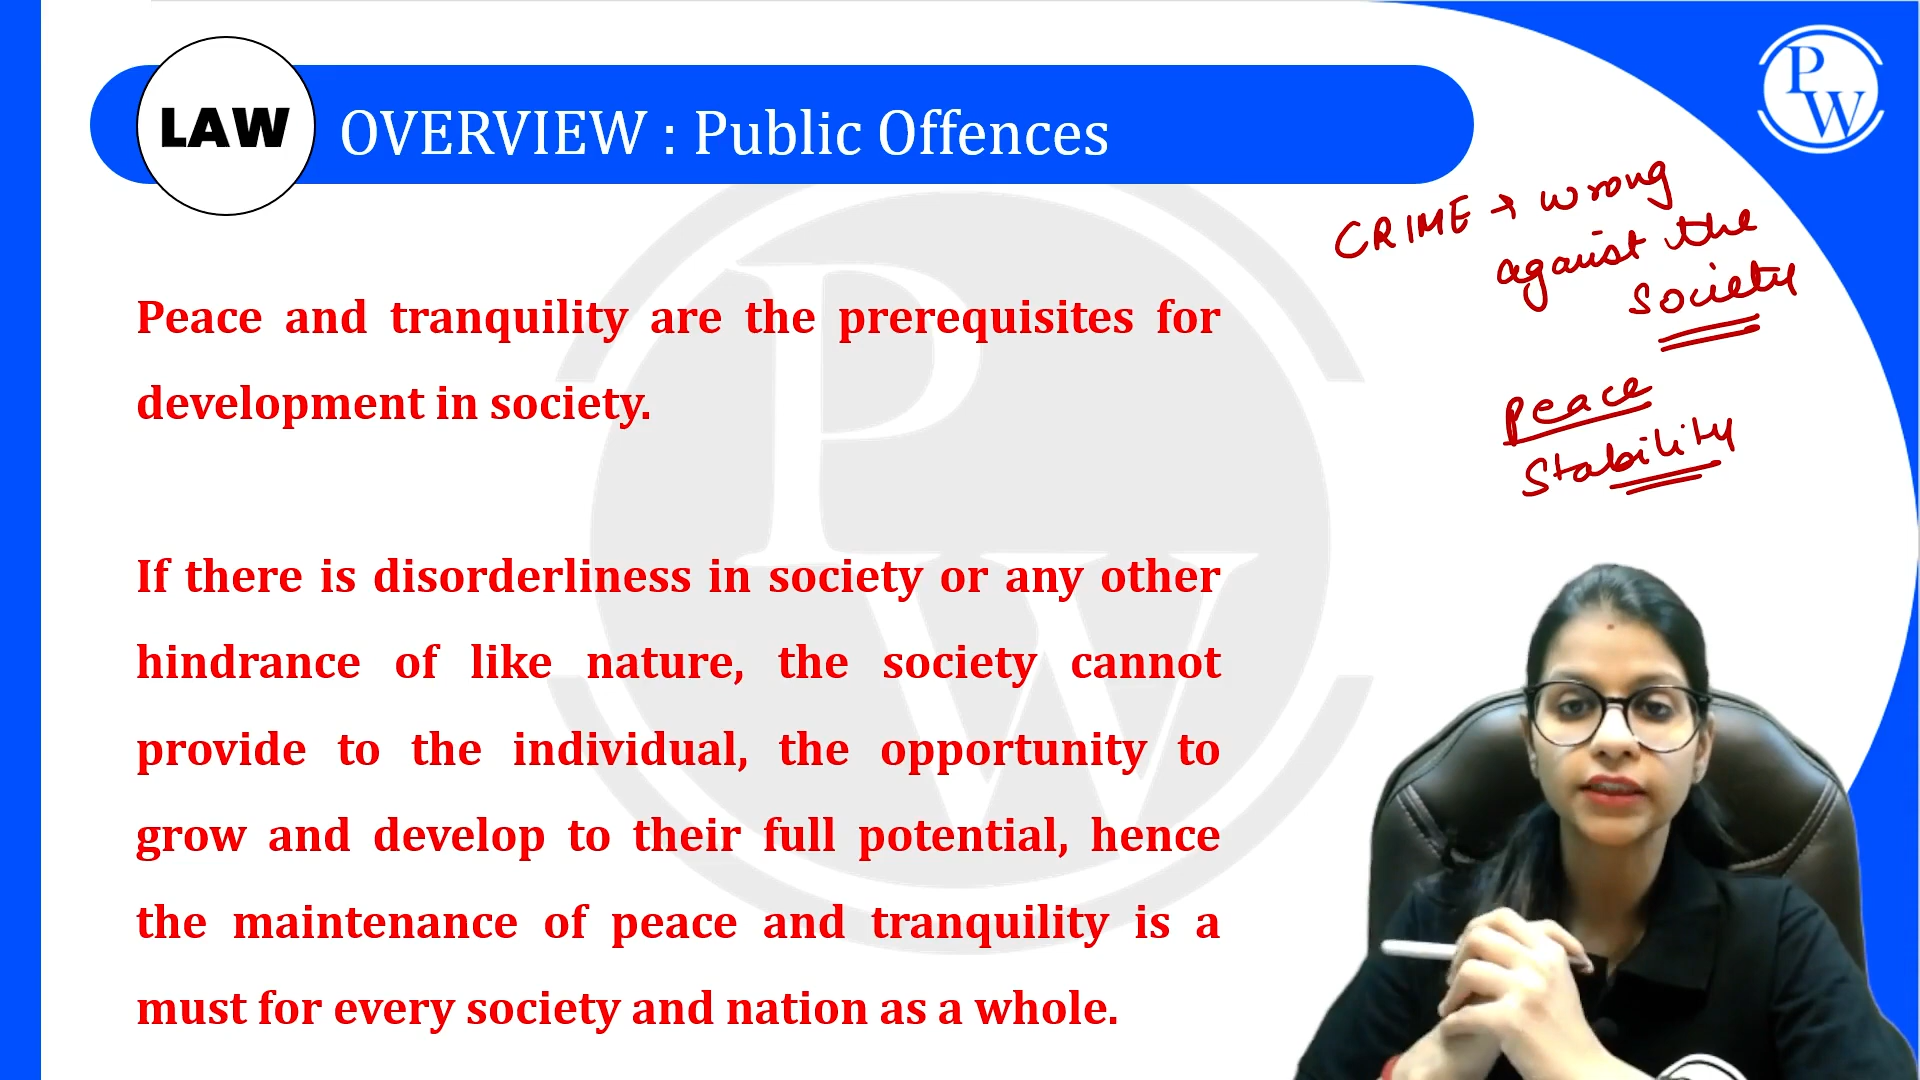 LAW
OVERVIEW : Public Offences
PW
CRIME → wrong
against the
society
Peace
Stability
Peace and tranquility are the prerequisites for
development in society.
If there is disorderliness in society or any other
hindrance of like nature, the society cannot
provide to the individual, the opportunity to
grow and develop to their full potential, hence
the maintenance of peace and tranquility is a
must for every society and nation as a whole.
PW